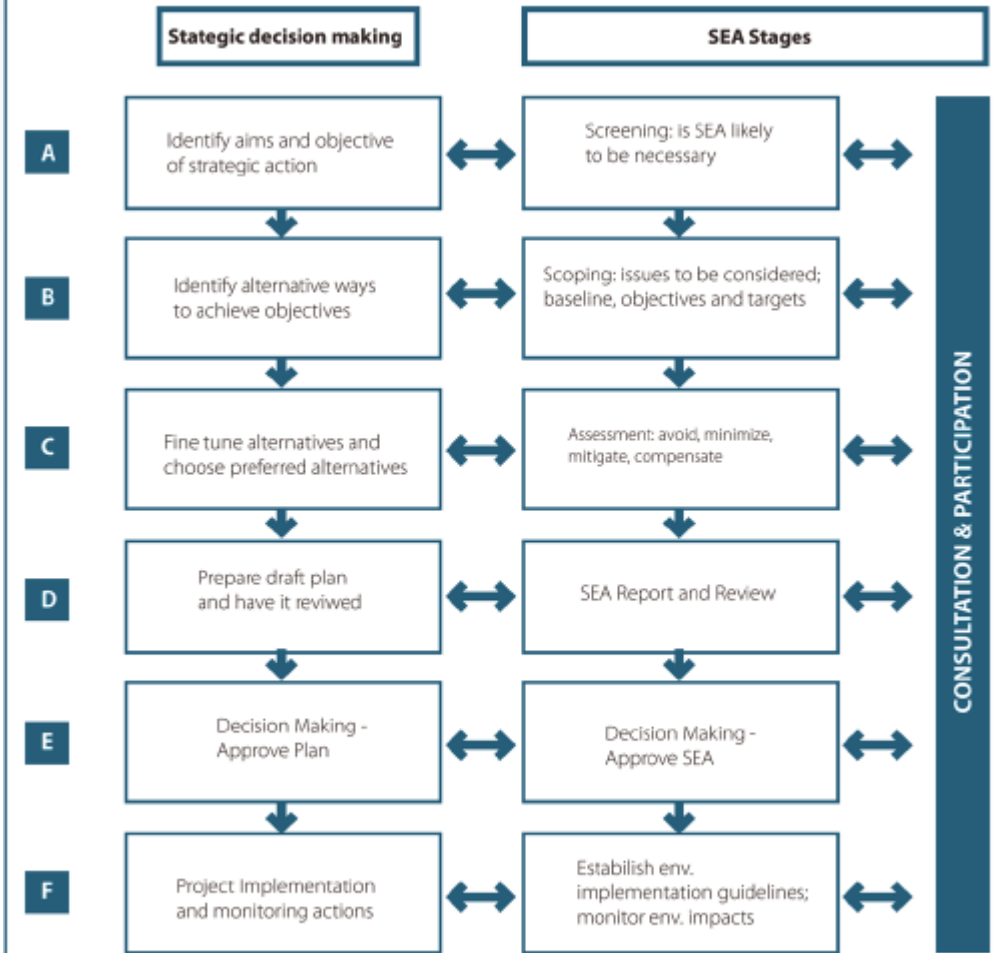 Stategic decision making
SEA Stages
A
Identify aims and objective
of strategic action
Screening: is SEA likely
to be necessary
B
Identify alternative ways
to achieve objectives
Scoping: issues to be considered;
baseline, objectives and targets
C
Fine tune alternatives and
choose preferred alternatives
Assessment: avoid, minimize,
mitigate, compensate
D
Prepare draft plan
and have it reviwed
SEA Report and Review
E
Decision Making -
Approve Plan
Decision Making -
Approve SEA
F
Project Implementation
and monitoring actions
Estabilish env.
implementation guidelines;
monitor env. impacts
CONSULTATION & PARTICIPATION